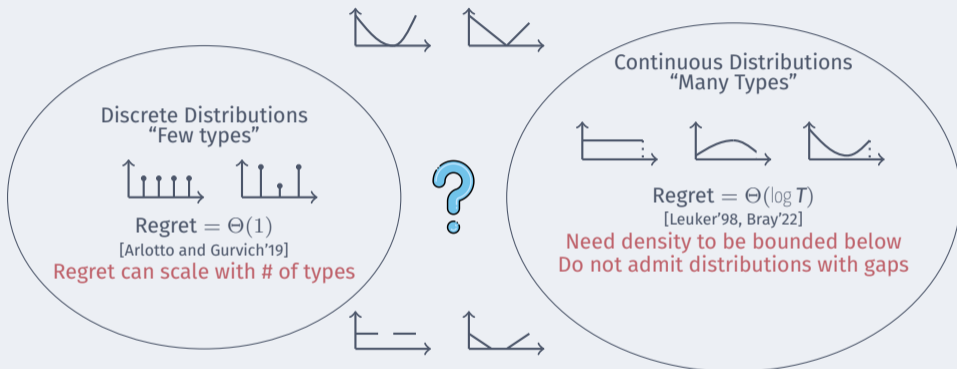 Discrete Distributions
“Few types”
Regret = Θ(1)
[Arlotto and Gurvich’19]
Regret can scale with # of types
?
Continuous Distributions
“Many Types”
Regret = Θ(log T)
[Leuker’98, Bray’22]
Need density to be bounded below
Do not admit distributions with gaps